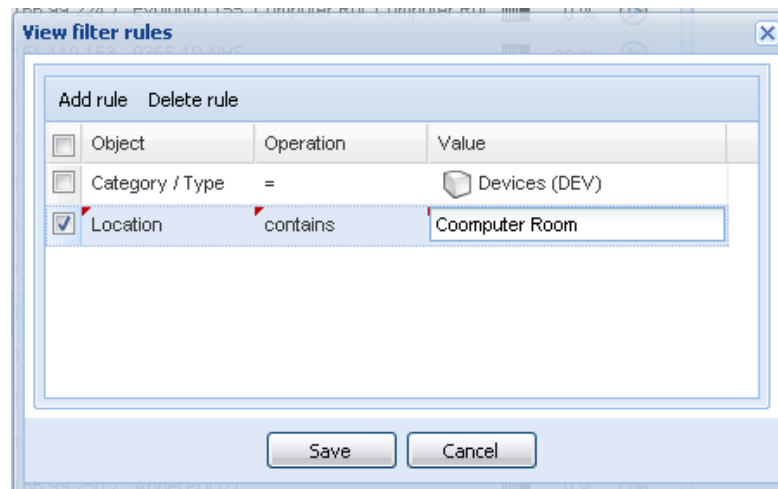 View filter rules
Add rule Delete rule
Object Operation Value
Category / Type = Devices (DEV)
Location contains Coomputer Room
Save Cancel